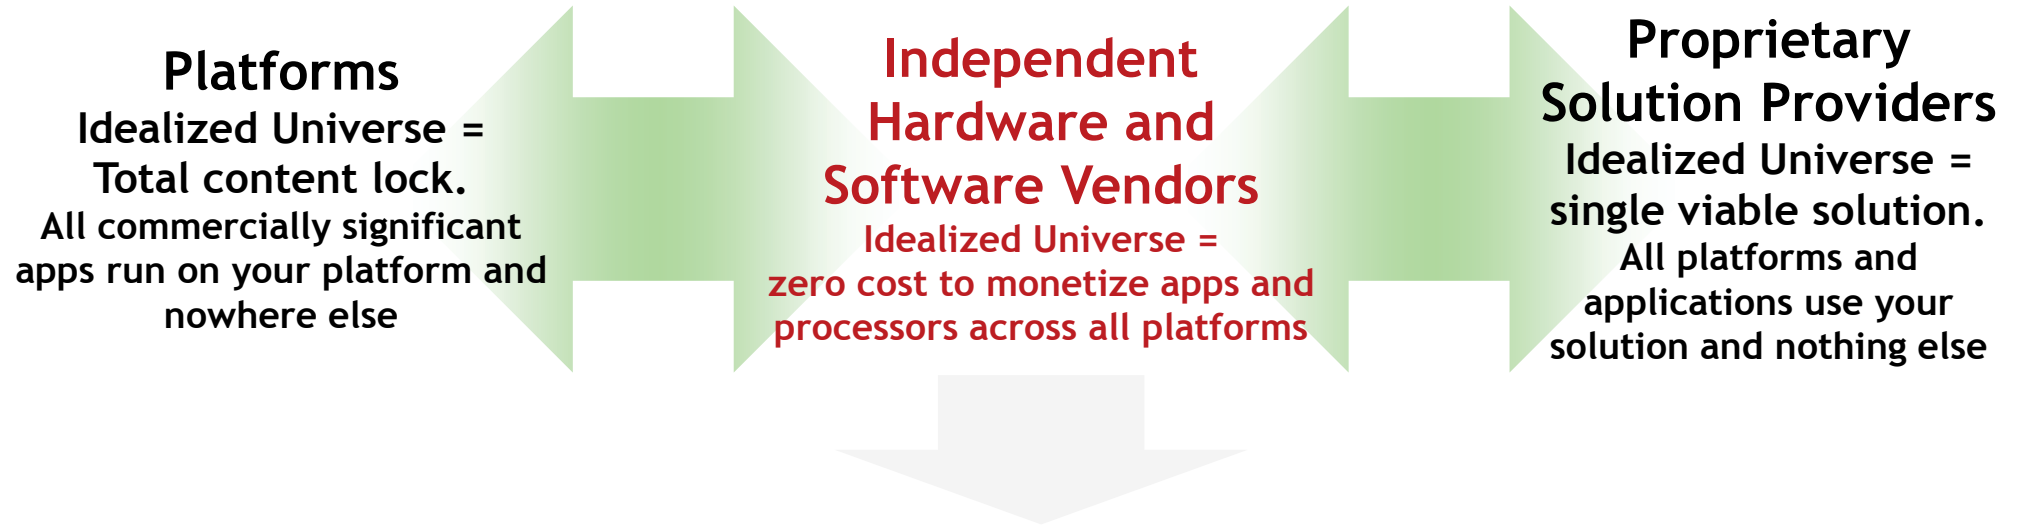 Platforms
Idealized Universe =
Total content lock.
All commercially significant
apps run on your platform and
nowhere else
Independent
Hardware and
Software Vendors
Idealized Universe =
zero cost to monetize apps and
processors across all platforms
Proprietary
Solution Providers
Idealized Universe =
single viable solution.
All platforms and
applications use your
solution and nothing else